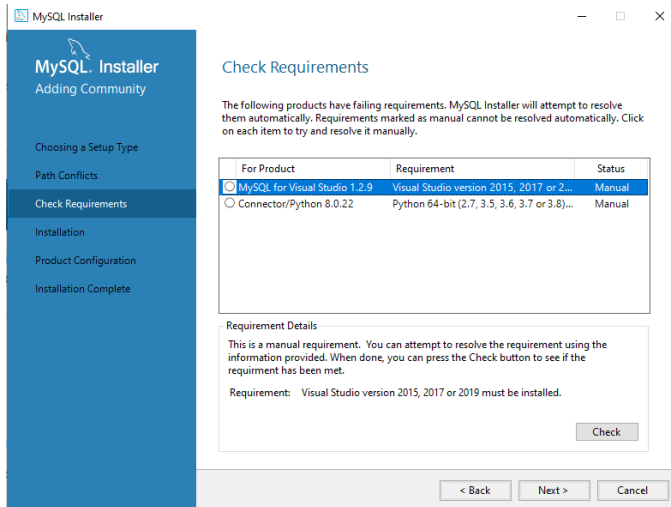 MySQL Installer
MySQL. Installer
Adding Community
Choosing a Setup Type
Path Conflicts
Check Requirements
Installation
Product Configuration
Installation Complete
Check Requirements
The following products have failing requirements. MySQL Installer will attempt to resolve
them automatically. Requirements marked as manual cannot be resolved automatically. Click
on each item to try and resolve it manually.
For Product Requirement Status
MySQL for Visual Studio 1.2.9 Visual Studio version 2015, 2017 or 2... Manual
Connector/Python 8.0.22 Python 64-bit (2.7, 3.5, 3.6, 3.7 or 3.8)... Manual
Requirement Details
This is a manual requirement. You can attempt to resolve the requirement using the
information provided. When done, you can press the Check button to see if the
requirment has been met.
Requirement: Visual Studio version 2015, 2017 or 2019 must be installed.
Check
< Back Next > Cancel